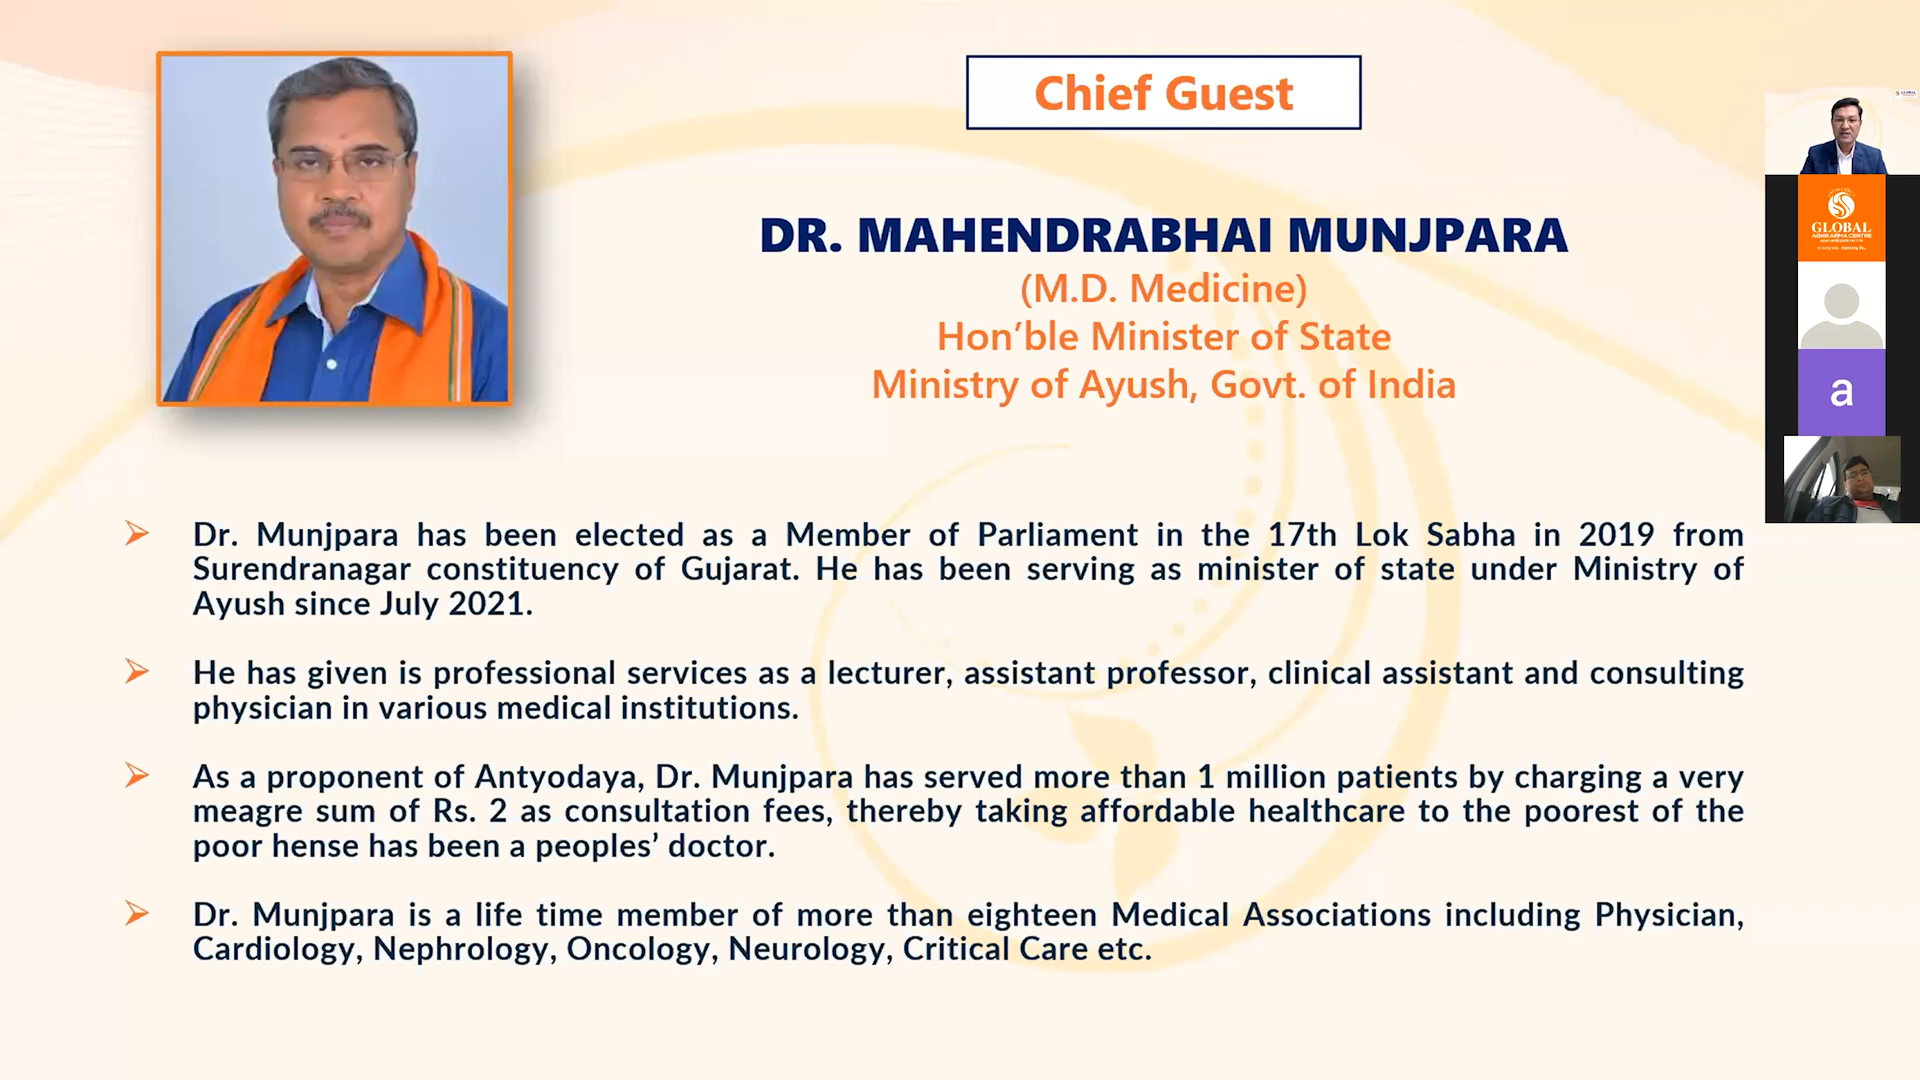 Chief Guest
DR. MAHENDRABHAI MUNJPARA
(M.D. Medicine)
Hon’ble Minister of State
Ministry of Ayush, Govt. of India
➢ Dr. Munjpara has been elected as a Member of Parliament in the 17th Lok Sabha in 2019 from
Surendranagar constituency of Gujarat. He has been serving as minister of state under Ministry of
Ayush since July 2021.
➢ He has given is professional services as a lecturer, assistant professor, clinical assistant and consulting
physician in various medical institutions.
➢ As a proponent of Antyodaya, Dr. Munjpara has served more than 1 million patients by charging a very
meagre sum of Rs. 2 as consultation fees, thereby taking affordable healthcare to the poorest of the
poor hense has been a peoples’ doctor.
➢ Dr. Munjpara is a life time member of more than eighteen Medical Associations including Physician,
Cardiology, Nephrology, Oncology, Neurology, Critical Care etc.
GLOBAL
AGNIKARMA CENTRE
a